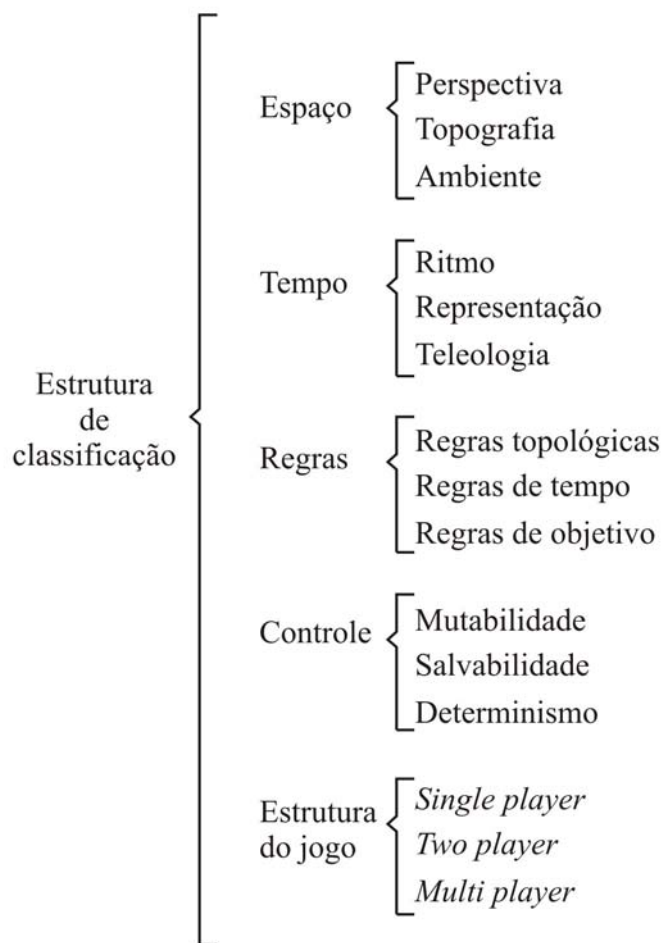 Espaço
Perspectiva
Topografia
Ambiente
Tempo
Ritmo
Representação
Teleologia
Estrutura
de
classificação
Regras
Regras topológicas
Regras de tempo
Regras de objetivo
Controle
Mutabilidade
Salvabilidade
Determinismo
Estrutura
do jogo
Single player
Two player
Multi player